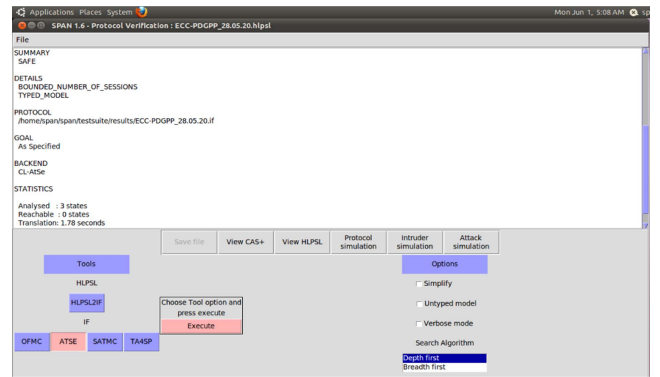 Applications Places System Mon Jun 1, 5:08 AM sp
SPAN 1.6 - Protocol Verification : ECC-PDGPP_28.05.20.hlpsl
File
SUMMARY
SAFE
DETAILS
BOUNDED_NUMBER_OF_SESSIONS
TYPED_MODEL
PROTOCOL
/home/span/span/testsuite/results/ECC-PDGPP_28.05.20.if
GOAL
As Specified
BACKEND
CL-AtSe
STATISTICS
Analysed : 3 states
Reachable : 0 states
Translation: 1.78 seconds
Save file View CAS+ View HLPSL Protocol simulation Intruder simulation Attack simulation
Tools Options
HLPSL Simplify
HLPSL2IF Choose Tool option and press execute Untyped model
IF Execute Verbose mode
OFMC ATSE SATMC TA4SP Search Algorithm
Depth first
Breadth first